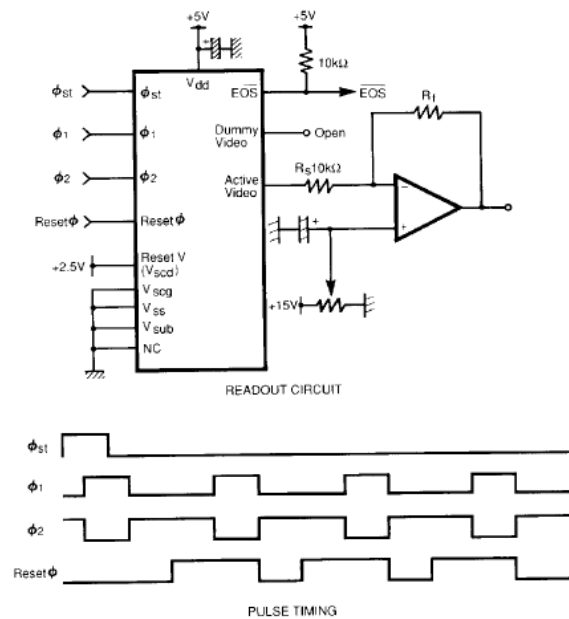 +5V
+5V
+
10kΩ
Vdd
ϕst
ϕst
EOS
EOS
ϕ1
ϕ1
Dummy Video
Open
Rf
ϕ2
ϕ2
Active Video
Rs10kΩ
−
Resetϕ
Resetϕ
+
+
+2.5V
Reset V (Vscd)
Vscg
+15V
Vss
Vsub
NC
READOUT CIRCUIT
ϕst
ϕ1
ϕ2
Resetϕ
PULSE TIMING